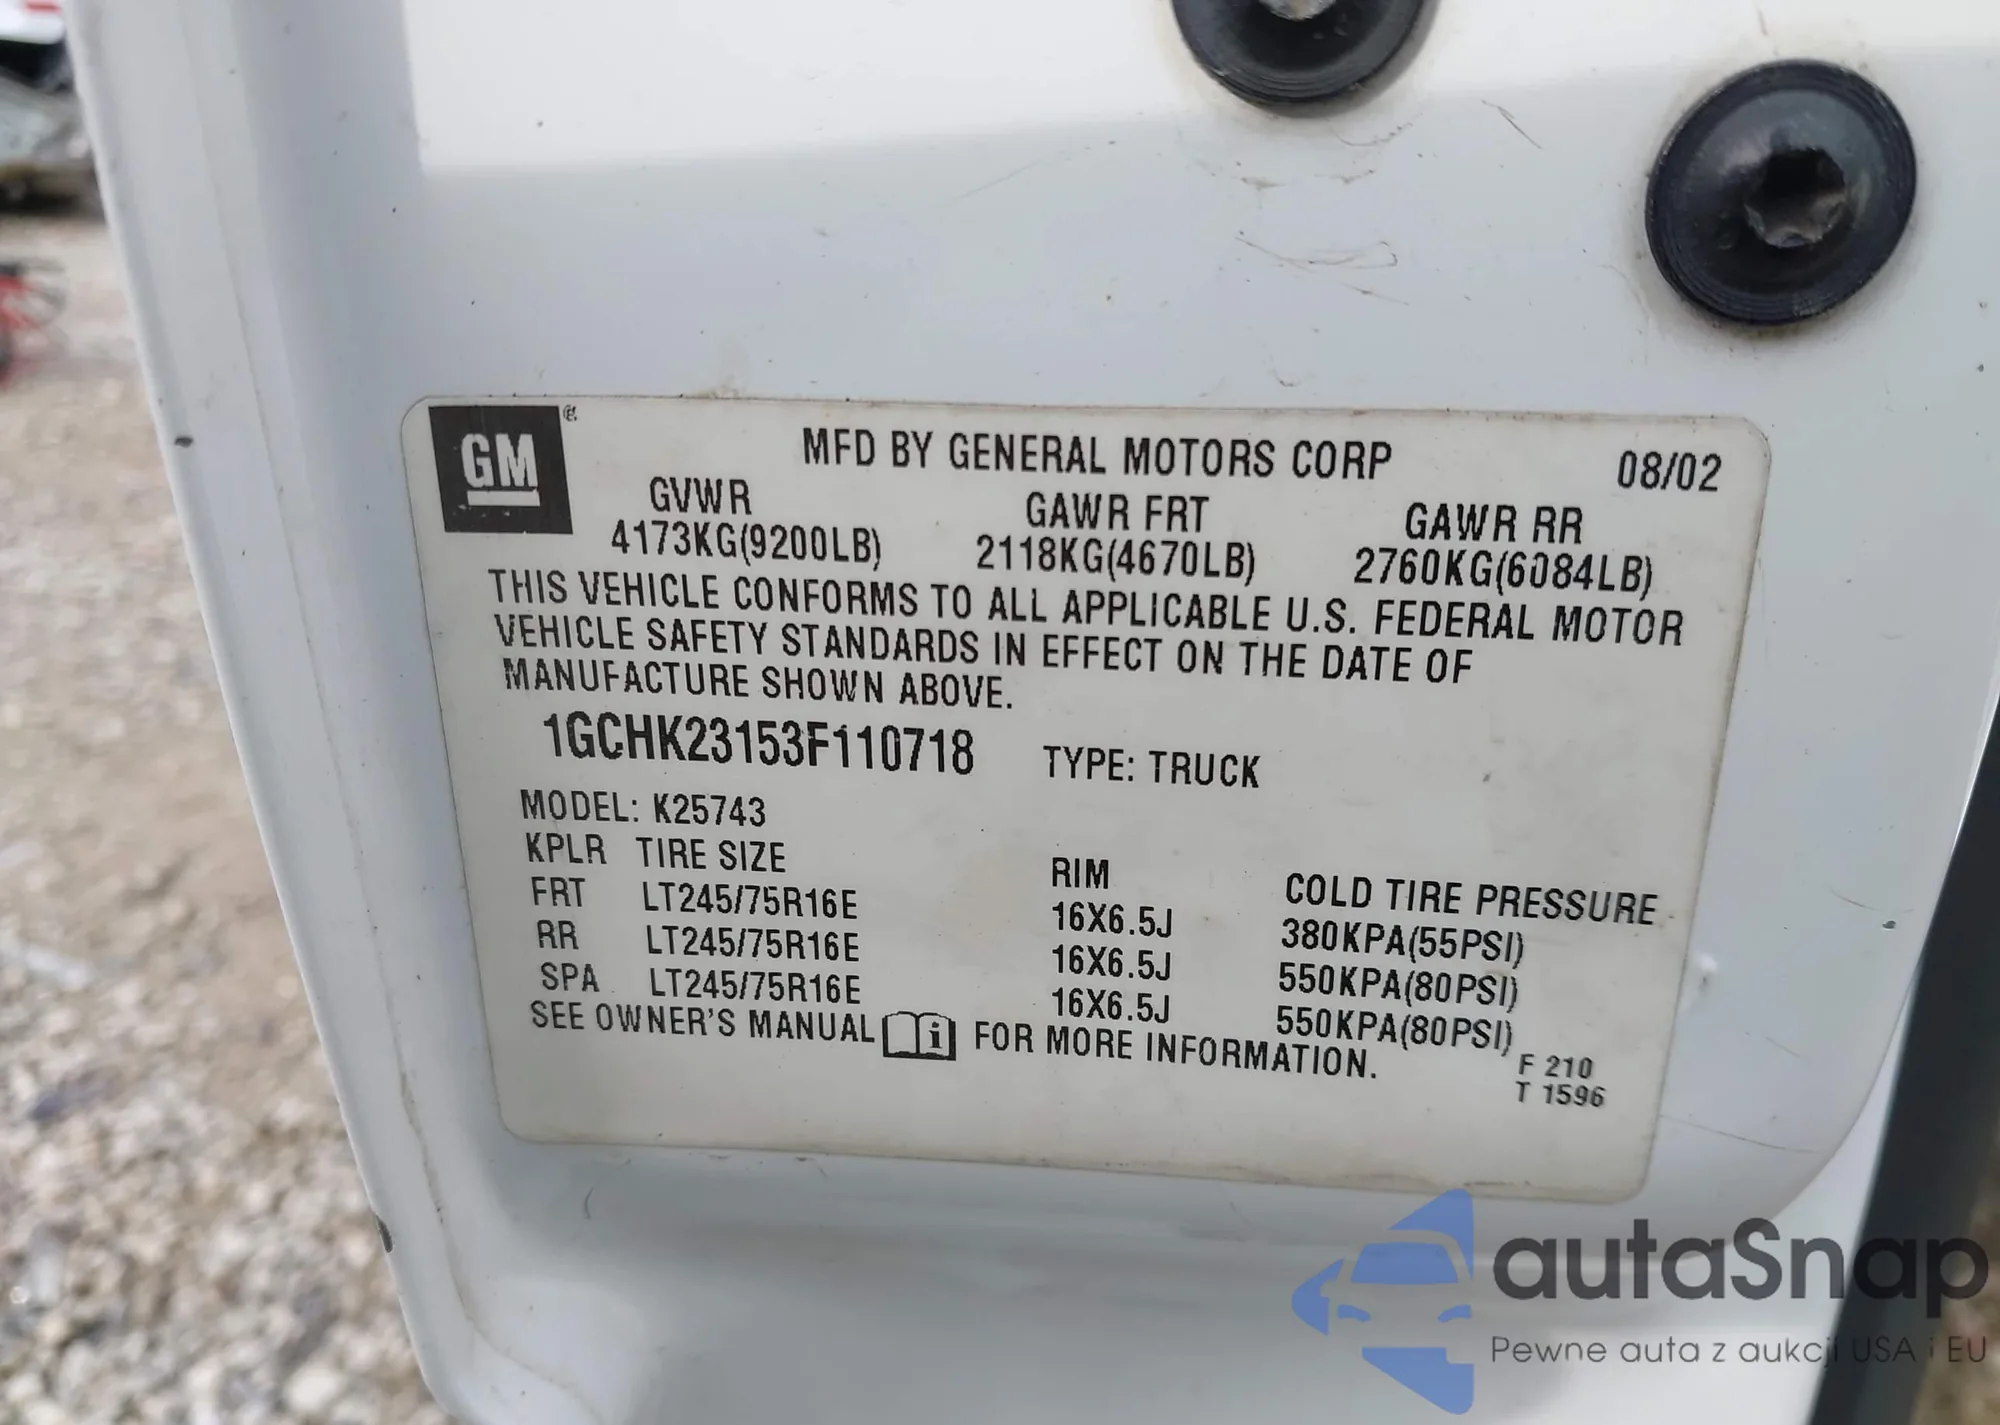 GM®
MFD BY GENERAL MOTORS CORP 08/02
GVWR GAWR FRT GAWR RR
4173KG(9200LB) 2118KG(4670LB) 2760KG(6084LB)
THIS VEHICLE CONFORMS TO ALL APPLICABLE U.S. FEDERAL MOTOR
VEHICLE SAFETY STANDARDS IN EFFECT ON THE DATE OF
MANUFACTURE SHOWN ABOVE.
1GCHK23153F110718 TYPE: TRUCK
MODEL: K25743
KPLR TIRE SIZE RIM COLD TIRE PRESSURE
FRT LT245/75R16E 16X6.5J 380KPA(55PSI)
RR LT245/75R16E 16X6.5J 550KPA(80PSI)
SPA LT245/75R16E 16X6.5J 550KPA(80PSI)
SEE OWNER'S MANUAL i FOR MORE INFORMATION.
F 210
T 1596
autaSnap
Pewne auta z aukcji USA i EU